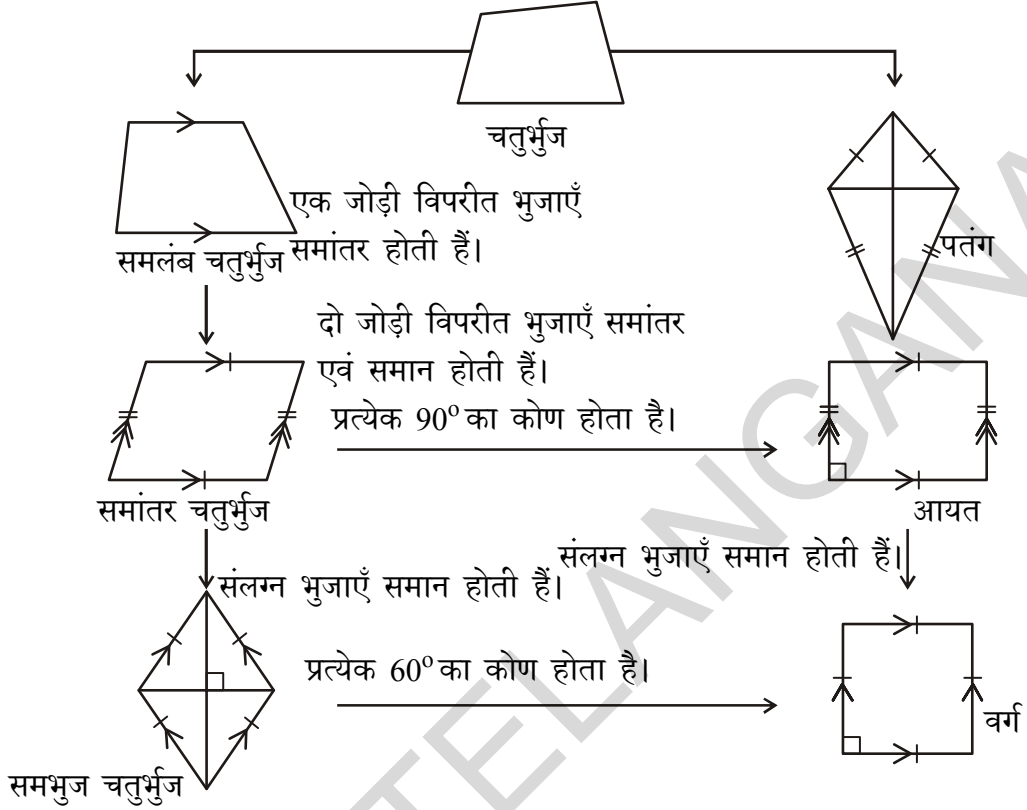 चतुर्भुज
एक जोड़ी विपरीत भुजाएँ
समांतर होती हैं।
समलंब चतुर्भुज
पतंग
दो जोड़ी विपरीत भुजाएँ समांतर
एवं समान होती हैं।
प्रत्येक 90° का कोण होता है।
समांतर चतुर्भुज
आयत
संलग्न भुजाएँ समान होती हैं।
संलग्न भुजाएँ समान होती हैं।
प्रत्येक 60° का कोण होता है।
वर्ग
समभुज चतुर्भुज
TELANGANA